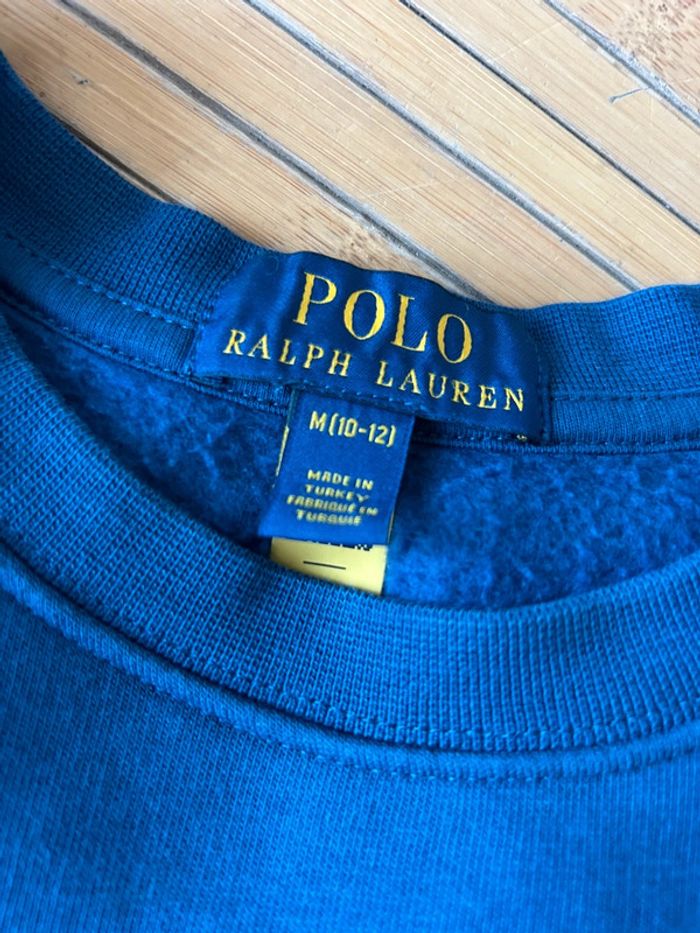 POLO
RALPH LAUREN
M(10-12)
MADE IN
TURKEY
FABRIQUÉ EN
TURQUIE